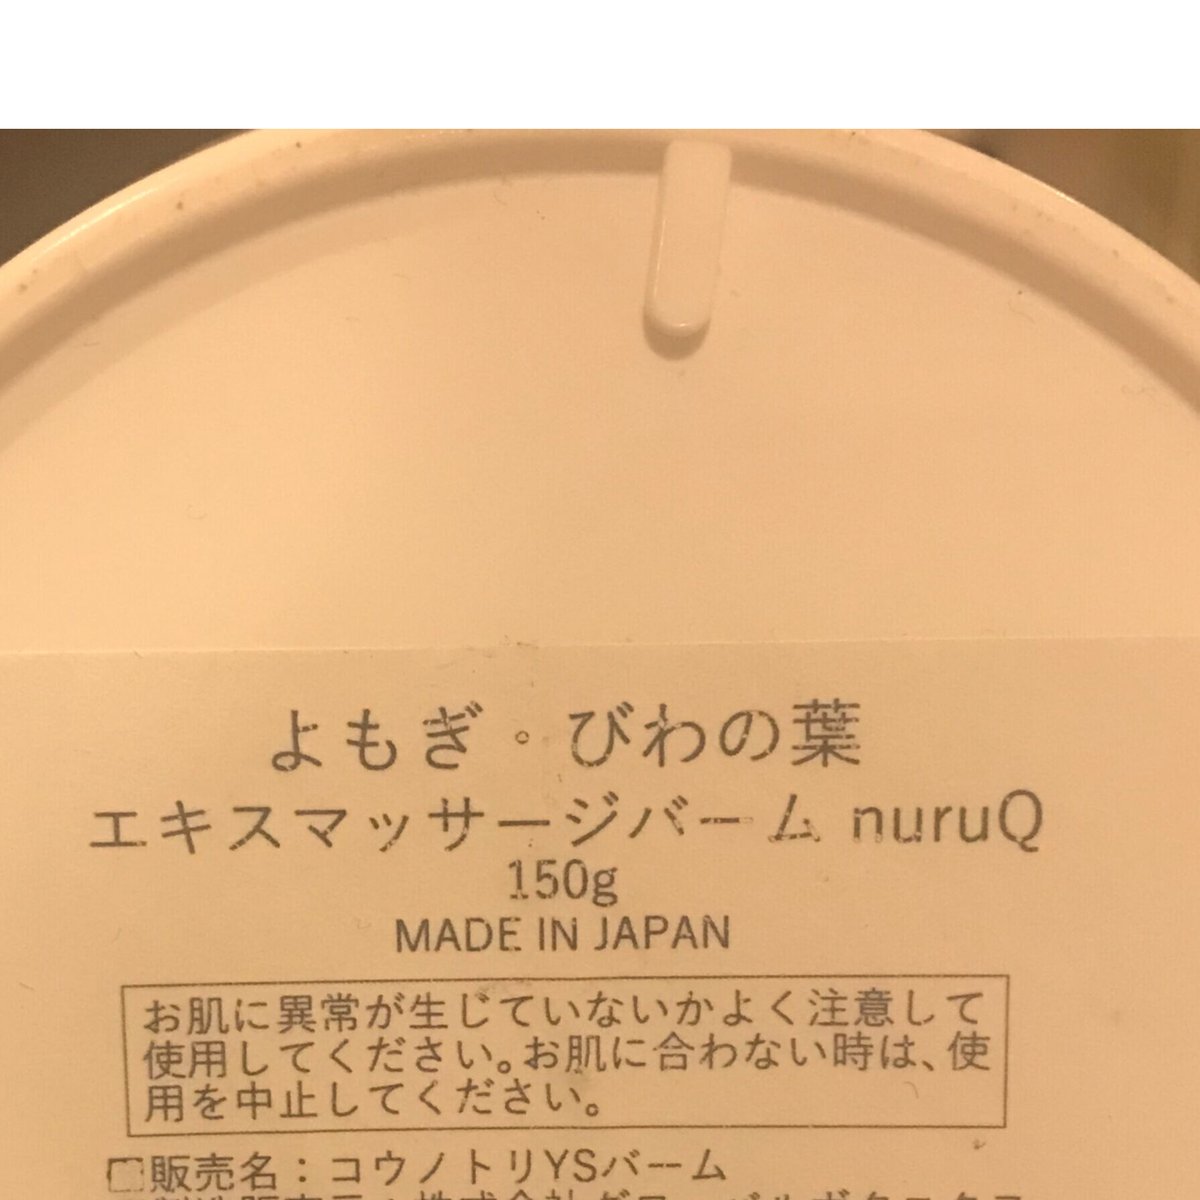 よもぎ・びわの葉
エキスマッサージバーム nuruQ
150g
MADE IN JAPAN
お肌に異常が生じていないかよく注意して
使用してください。お肌に合わない時は、使
用を中止してください。
□販売名：コウノトリYSバーム